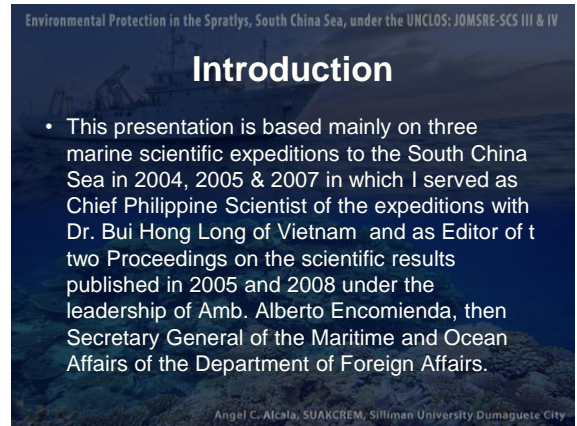 Environmental Protection in the Spratlys, South China Sea, under the UNCLOS: JOMSRE-SCS III & IV
Introduction
• This presentation is based mainly on three
marine scientific expeditions to the South China
Sea in 2004, 2005 & 2007 in which I served as
Chief Philippine Scientist of the expeditions with
Dr. Bui Hong Long of Vietnam and as Editor of t
two Proceedings on the scientific results
published in 2005 and 2008 under the
leadership of Amb. Alberto Encomienda, then
Secretary General of the Maritime and Ocean
Affairs of the Department of Foreign Affairs.
Angel C. Alcala, SUAKCREM, Silliman University Dumaguete City